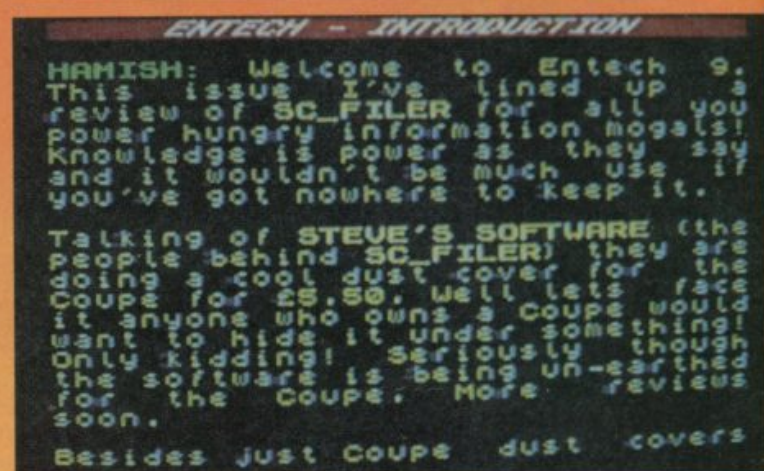 ENTECH - INTRODUCTION
HAMISH: Welcome to Entech 9.
This issue I've lined up a
review of SC_FILER for all you
power hungry information mogals!
Knowledge is power as they say
and it wouldn't be much use if
you've got nowhere to keep it.
Talking of STEVE'S SOFTWARE (the
people behind SC_FILER) they are
doing a cool dust cover for the
Coupe for £5.50. Well lets face
it anyone who owns a Coupe would
want to hide it under something!
Only kidding! Seriously though
the software is being un-earthed
for the Coupe. More reviews
soon.
Besides just Coupe dust covers